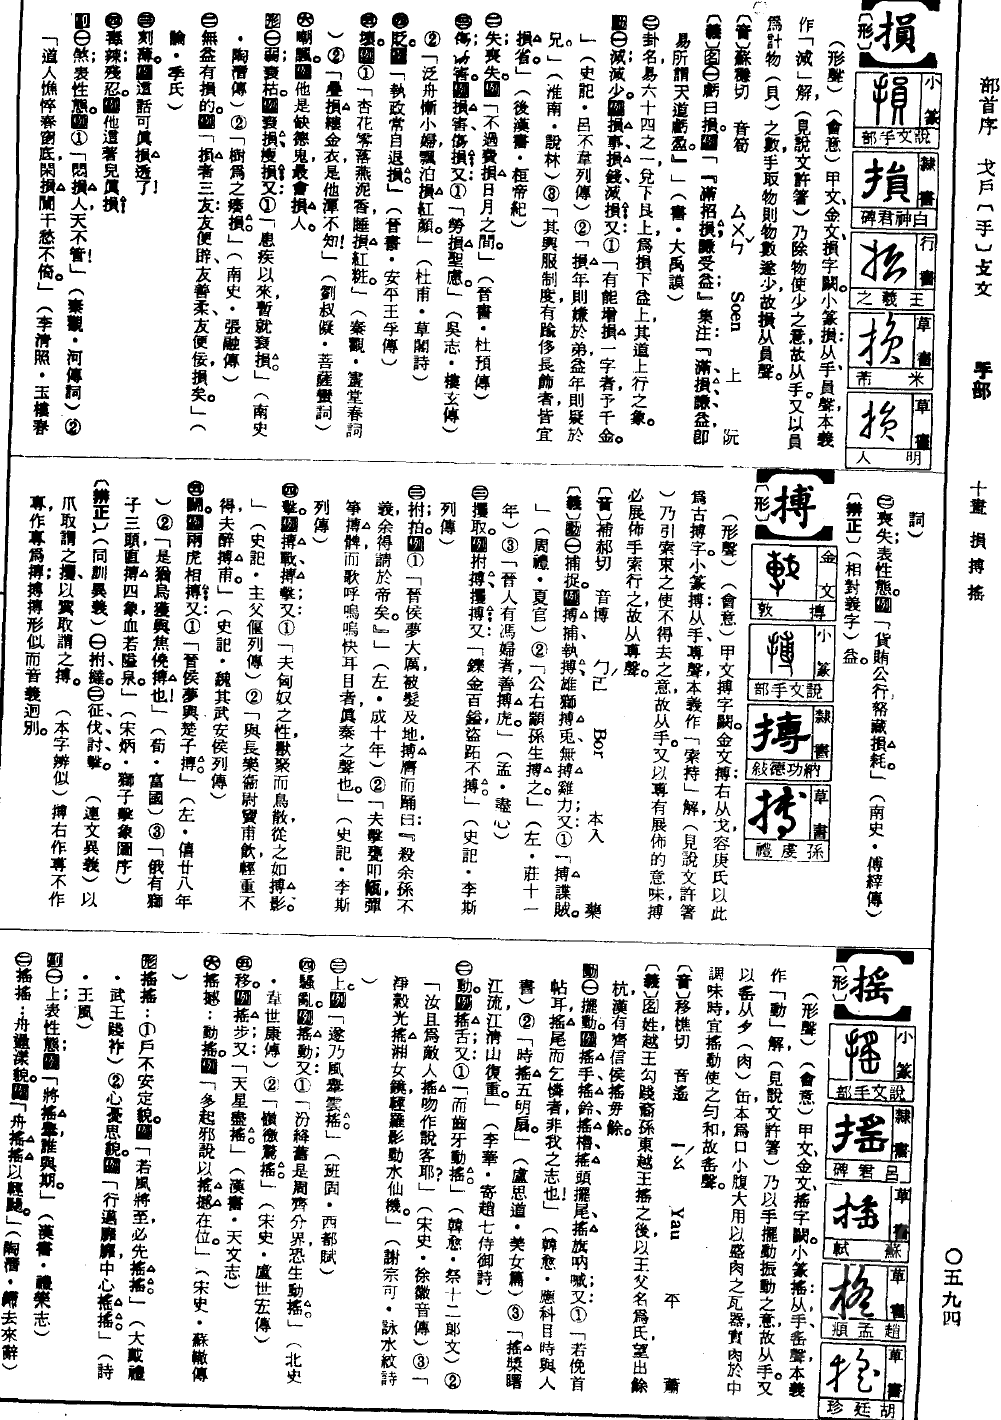 部首序
戈戶〔手〕攴文
手部
十畫 損搏搖
〇五九四
【損】
〔形〕
小篆
說文手部
隸書
白神君碑
行書
王羲之
草書
米芾
草書
明人
（形聲）（會意）甲文、金文損字闕。小篆損：从手、員聲、本義
作「減」解（見說文許箸）乃除物使少之意、故从手。又以員
爲計物（貝）之數、手取物則物數遂少、故損从員聲。
〔音〕蘇穩切 音筍 ㄙㄨㄣˇ Soen 上 阮
〔義〕图㊀虧曰損。例「『滿招損、謙受益』集注『滿損謙益、卽
易所謂天道虧盈』」（書·大禹謨）
㊁卦名、易六十四之一、兌下艮上爲損、下益上、其道上行之象。
動㊀減；減少。例損事、損錢、減損。又：①「有能增損一字者予千金。
」（史記·呂不韋列傳）②「損年則嫌於弟、益年則疑於
兄。」（淮南·說林）③「其輿服制度有踰侈長飾者、皆宜
損省。」（後漢書·桓帝紀）
㊁失；喪失。例「不過費損日月之間。」（晉書·杜預傳）
㊂傷；妨害。例損害、傷損。又：①「勞損聖慮。」（吳志·樓玄傳）
②「泛舟慚小婦、飄泊損紅顏。」（杜甫·草閣詩）
㊃貶。例「執政常自退損。」（晉書·安平王孚傳）
㊄壞。例①「杏花零落燕泥香、睡損紅粧。」（秦觀·畫堂春詞
）②「疊損縷金衣、是他渾不知！」（劉叔儗·菩薩蠻詞）
㊅嘲諷。例他是缺德鬼、最會損人。
形㊀弱；衰枯。例衰損、瘦損。又：①「患疾以來、暫就衰損。」（南史
·陶潛傳）②「樹爲之瘁損。」（南史·張融傳）
㊁無益有損的。例「損者三友：友便辟、友善柔、友便佞、損矣。」（
論·季氏）
㊂刻薄。例這話可眞損透了！
㊃毒辣殘忍。例他這著兒眞損！
副㊀煞；表性態。例①「悶損人、天不管！」（秦觀·河傳詞）②
「道人憔悴春窗底、悶損闌干愁不倚。」（李清照·玉樓春
詞）
㊁喪失；表性態。例「貨賄公行、帑藏損耗。」（南史·傅縡傳）
〔辨正〕（相對義字）益。
【搏】
〔形〕
金文
搏敦
小篆
說文手部
隸書
納功德敍
草書
孫虔禮
（形聲）（會意）甲文搏字闕。金文搏：右从戈、容庚氏以此
爲古搏字。小篆搏：从手、尃聲、本義作「索持」解（見說文許箸
）乃引索束之使不得去之意、故从手。又以尃有展佈的意味、搏
必展佈手索行之、故从尃聲。
〔音〕補郝切 音博 ㄅㄛˊ Bor 本入 藥
〔義〕動㊀捕捉。例搏捕、執搏、雄獅搏兎、無搏雞力。又：①「搏諜賊。
」（周禮·夏官）②「公右顓孫生搏之。」（左·莊十一
年）③「晉人有馮婦者、善搏虎。」（孟·盡心）
㊁攫取。例拊搏、攫搏。又：「鑠金百鎰、盜跖不搏。」（史記·李斯
列傳）
㊂拊；拍。例①「晉侯夢大厲、被髮及地、搏膺而踊曰：『殺余孫、不
義、余得請於帝矣。』」（左·成十年）②「夫擊甕叩缻、彈
箏搏髀、而歌呼嗚嗚快耳目者、眞秦之聲也。」（史記·李斯
列傳）
㊃擊。例搏戰、搏擊。又：①「夫匈奴之性、獸聚而鳥散、從之如搏影。
」（史記·主父偃列傳）②「與長樂衞尉竇甫飲、輕重不
得、夫醉搏甫。」（史記·魏其武安侯列傳）
㊄鬬。例兩虎相搏。又：①「晉侯夢與楚子搏。」（左·僖廿八年
）②「是猶烏獲與焦僥搏也！」（荀·富國）③「俄有獅
子三頭、直搏四象、血若隘泉。」（宋炳·獅子擊象圖序）
〔辨正〕（同訓異義）㊀拊、縫。㊁征、伐、討、擊。（連文異義）以
爪取謂之攫、以翼取謂之搏。（本字辨似）搏右作尃、不作
專、作專爲摶；搏、摶形似而音義迥別。
【搖】
〔形〕
小篆
說文手部
隸書
呂君碑
草書
蘇軾
草書
趙孟頫
草書
胡廷珍
（形聲）（會意）甲文、金文搖字闕。小篆搖：从手、䍃聲、本義
作「動」解（見說文許箸）乃以手擺動振動之意、故从手。又
以䍃从夕（肉）缶、本爲口小腹大用以盛肉之瓦器、實肉於中
調味時宜搖動使之勻和、故䍃聲。
〔音〕移樵切 音遙 ㄧㄠˊ Yau 平 蕭
〔義〕图姓、越王勾踐裔孫東越王搖之後、以王父名爲氏、望出餘
杭。漢有齊信侯搖毋餘。
動㊀擺動。例搖手、搖鈴、搖櫓、搖頭擺尾、搖旗吶喊。又：①「若俛首
帖耳、搖尾而乞憐者、非我之志也！」（韓愈·應科目時與人
書）②「時搖五明扇。」（盧思道·美女篇）③「搖槳曙
江流、江清山復重。」（李華·寄趙七侍御詩）
㊁動。例搖舌。又：①「而齒牙動搖。」（韓愈·祭十二郎文）②
「汝且爲敵人搖吻作說客耶？」（宋史·徐徽音傳）③「
淨縠光搖湘女鏡、輕羅影動水仙機。」（謝宗可·詠水紋詩
）
㊂上。例「遂乃風舉雲搖。」（班固·西都賦）
㊃騷亂。例搖動。又：①「汾絳舊是周齊分界、恐生動搖。」（北史
·韋世康傳）②「嶺徼驚搖。」（宋史·盧世宏傳）
㊄移。例搖步。又「天星盡搖。」（漢書·天文志）
㊅搖撼：動搖。例「多起邪說以搖撼在位。」（宋史·蘇轍傳
）
形搖搖：①戶不安定貌。例「若風將至、必先搖搖。」（大戴禮
·武王踐祚）②心憂思貌。例「行邁靡靡、中心搖搖。」（詩
·王風）
副㊀上；表性態。例「將搖舉、誰與期。」（漢書·禮樂志）
㊁搖搖：舟飄漾貌。例「舟搖搖以輕颺。」（陶潛·歸去來辭）